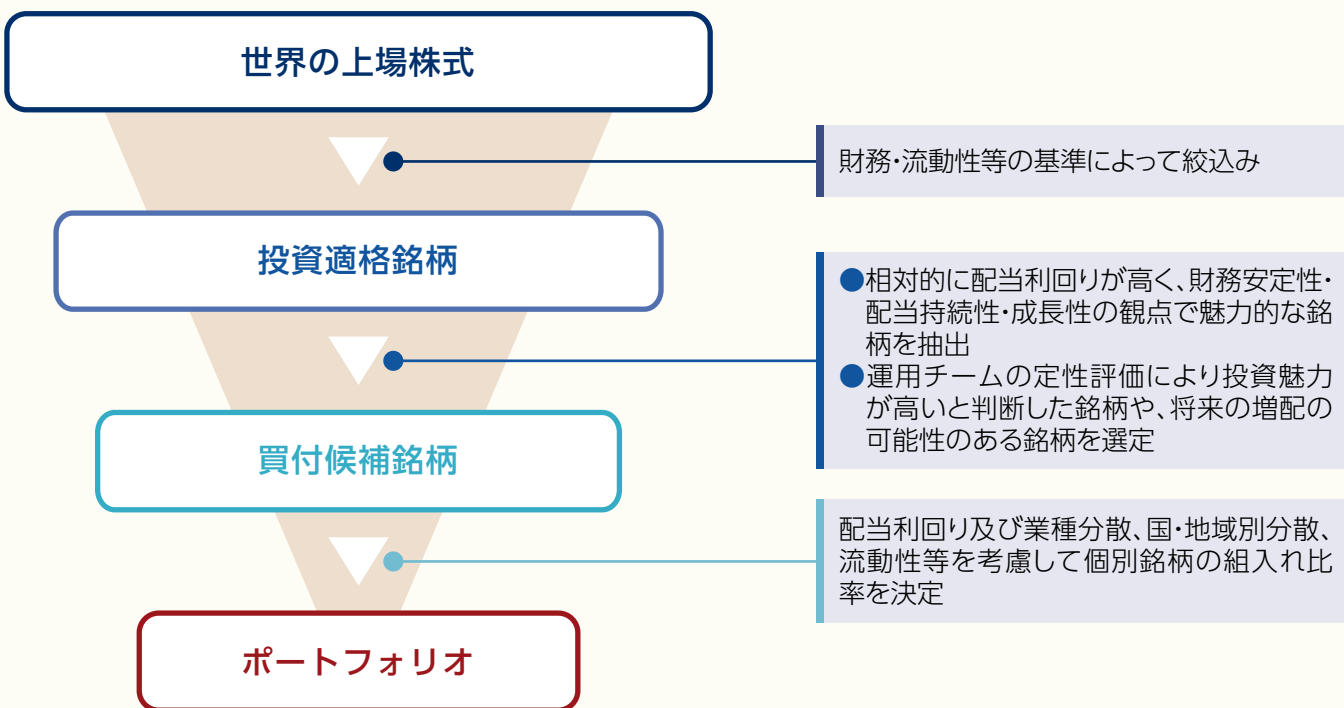 世界の上場株式
財務・流動性等の基準によって絞込み
投資適格銘柄
●相対的に配当利回りが高く、財務安定性・
配当持続性・成長性の観点で魅力的な銘
柄を抽出
●運用チームの定性評価により投資魅力
が高いと判断した銘柄や、将来の増配の
可能性のある銘柄を選定
買付候補銘柄
配当利回り及び業種分散、国・地域別分散、
流動性等を考慮して個別銘柄の組入れ比
率を決定
ポートフォリオ